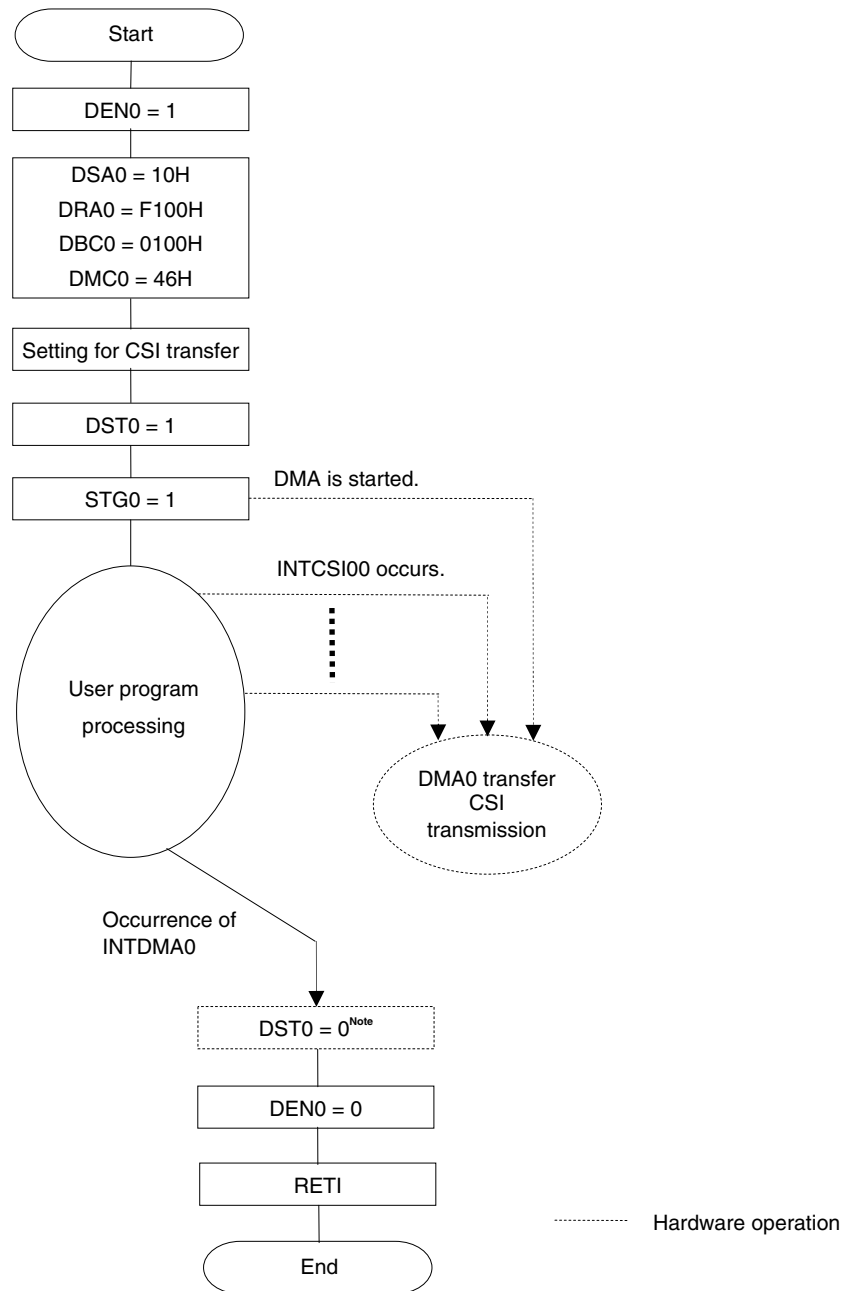 Start
DEN0 = 1
DSA0 = 10H
DRA0 = F100H
DBC0 = 0100H
DMC0 = 46H
Setting for CSI transfer
DST0 = 1
STG0 = 1
DMA is started.
INTCSI00 occurs.
User program
processing
DMA0 transfer
CSI
transmission
Occurrence of
INTDMA0
DST0 = 0Note
DEN0 = 0
RETI
End
Hardware operation